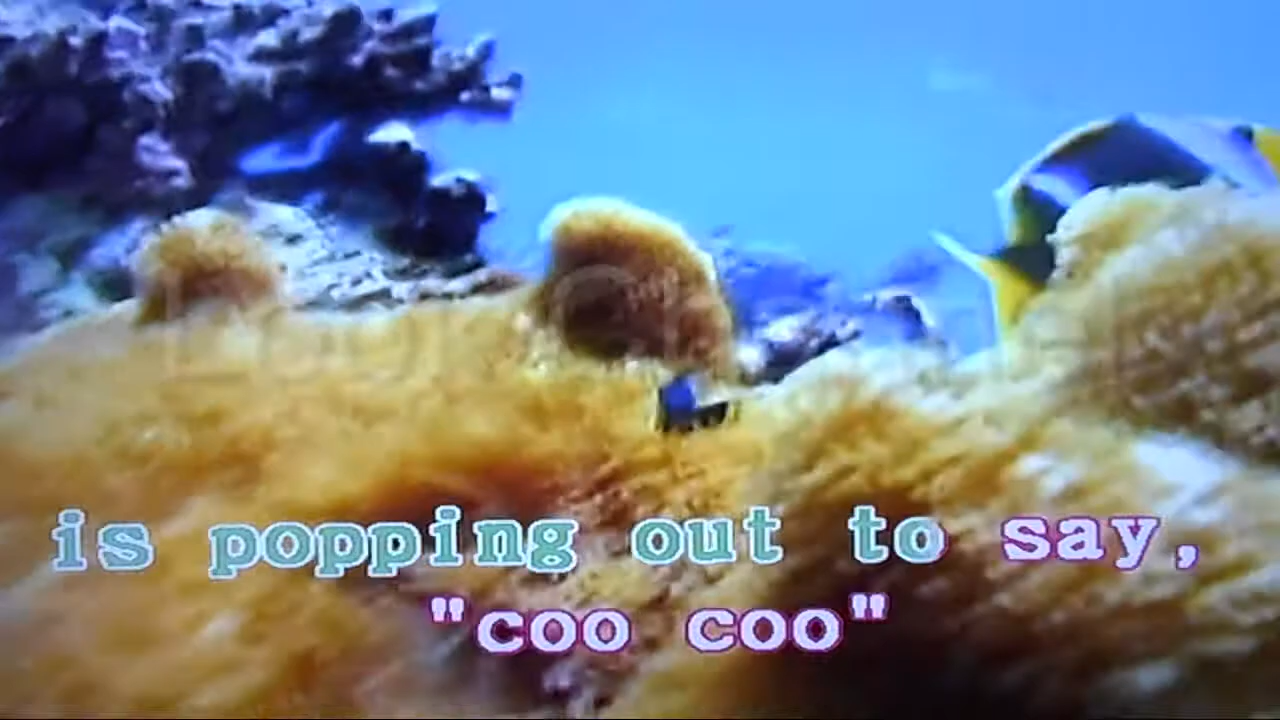 is popping out to say,
"coo coo"